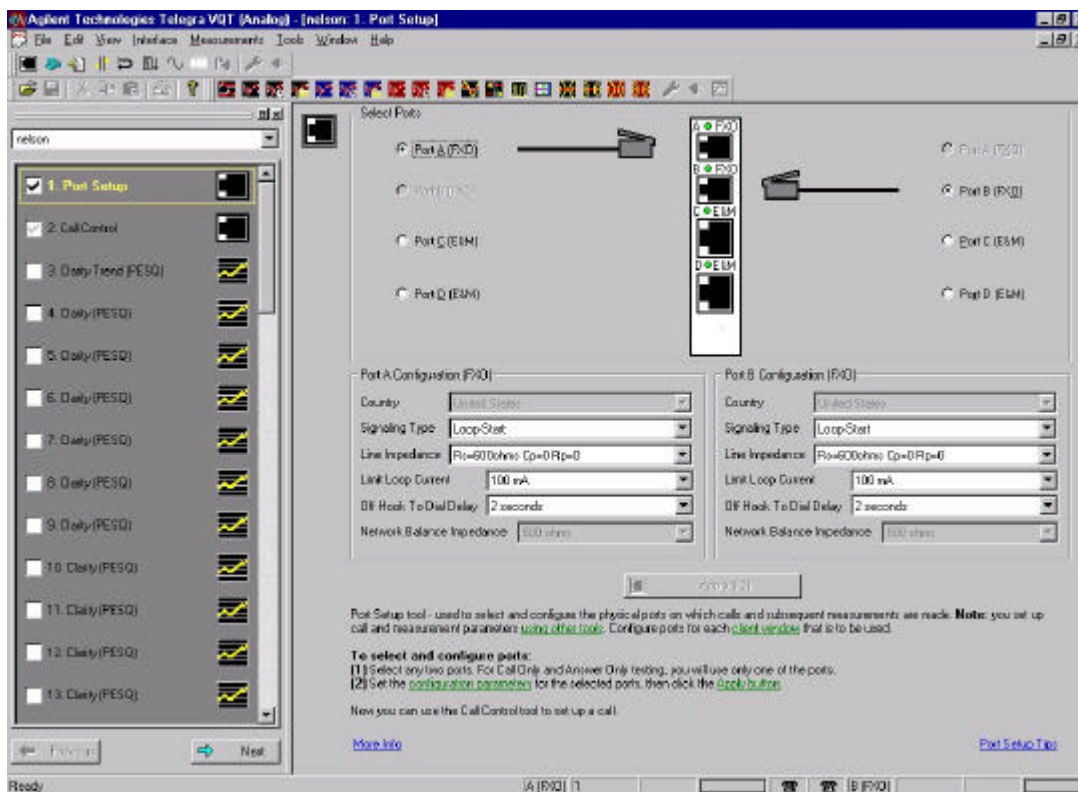 Agilent Technologies Telegra VQT (Analog) - [nelson: 1. Port Setup]
File Edit View Interface Measurements Tools Window Help
nelson
1. Port Setup
2. Call Control
3. Clarity Trend (PESQ)
4. Clarity (PESQ)
5. Clarity (PESQ)
6. Clarity (PESQ)
7. Clarity (PESQ)
8. Clarity (PESQ)
9. Clarity (PESQ)
10. Clarity (PESQ)
11. Clarity (PESQ)
12. Clarity (PESQ)
13. Clarity (PESQ)
Previous
Next
Select Ports
Port A (FXO)
Port C (E&M)
Port D (E&M)
A FXO
B FXO
C E&M
D E&M
Port A (FXO)
Port B (FXO)
Port C (E&M)
Port D (E&M)
Port A Configuration (FXO)
Country United States
Signaling Type Loop-Start
Line Impedance Rs=600ohms Cp=0 Rp=0
Limit Loop Current 100 mA
Off Hook To Dial Delay 2 seconds
Network Balance Impedance 600 ohms
Port B Configuration (FXO)
Country United States
Signaling Type Loop-Start
Line Impedance Rs=600ohms Cp=0 Rp=0
Limit Loop Current 100 mA
Off Hook To Dial Delay 2 seconds
Network Balance Impedance 600 ohms
Port Setup tool - used to select and configure the physical ports on which calls and subsequent measurements are made. Note: you set up
call and measurement parameters using other tools. Configure ports for each client window that is to be used.
To select and configure ports:
[1] Select any two ports. For Call Only and Answer Only testing, you will use only one of the ports.
[2] Set the configuration parameters for the selected ports, then click the Apply button.
Now you can use the Call Control tool to set up a call.
More Info
Port Setup Tips
Ready
A (FXO) 1
B (FXO)